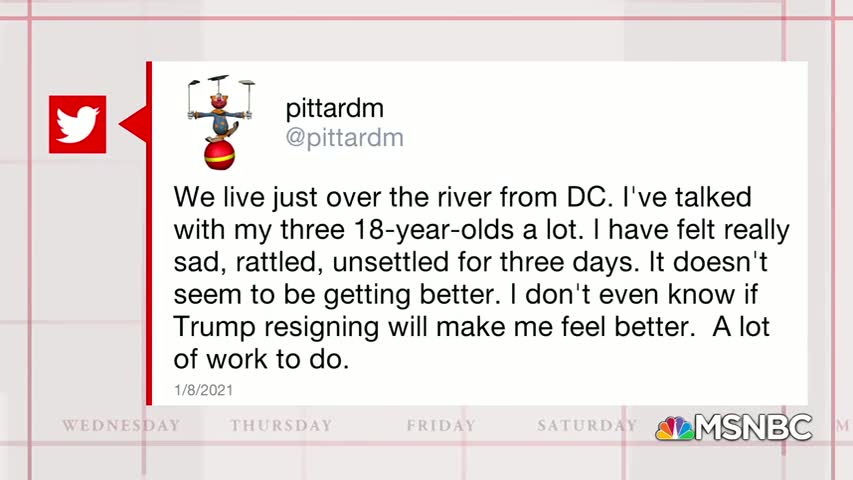 pittardm
@pittardm
We live just over the river from DC. I've talked
with my three 18-year-olds a lot. I have felt really
sad, rattled, unsettled for three days. It doesn't
seem to be getting better. I don't even know if
Trump resigning will make me feel better.  A lot
of work to do.
1/8/2021
WEDNESDAY THURSDAY FRIDAY SATURDAY MSNBC M